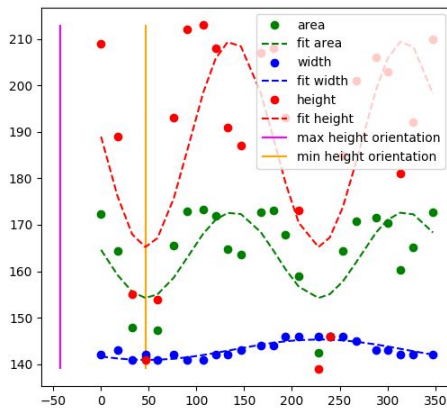 area
fit area
width
fit width
height
fit height
max height orientation
min height orientation
210
200
190
180
170
160
150
140
−50
0
50
100
150
200
250
300
350